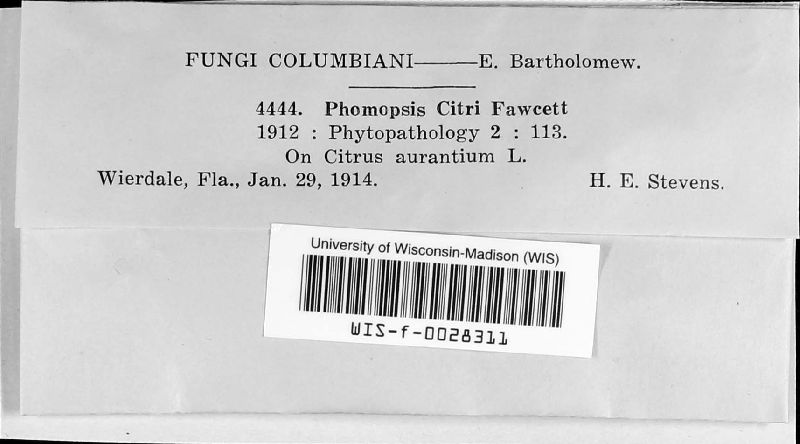 FUNGI COLUMBIANI——E. Bartholomew.
4444. Phomopsis Citri Fawcett
1912 : Phytopathology 2 : 113.
On Citrus aurantium L.
Wierdale, Fla., Jan. 29, 1914. H. E. Stevens.
University of Wisconsin-Madison (WIS)
WIS-f-0028311